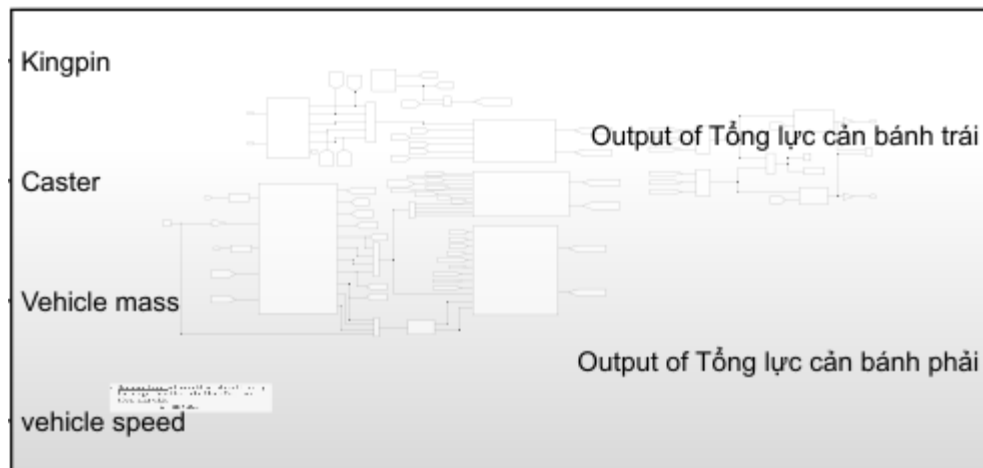 Kingpin
Output of Tổng lực cản bánh trái
Caster
Vehicle mass
Output of Tổng lực cản bánh phải
vehicle speed